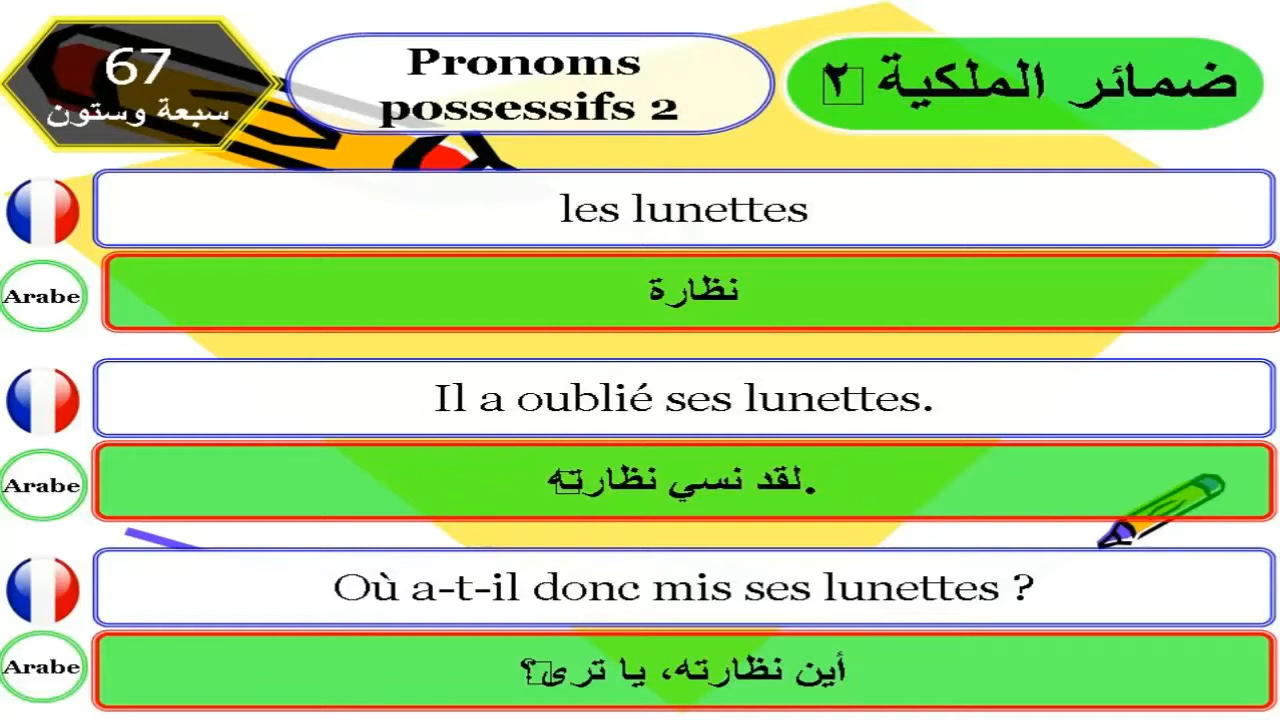 67
سبعة وستون
Pronoms
possessifs 2
ضمائر الملكية ٢
les lunettes
Arabe
نظارة
Il a oublié ses lunettes.
Arabe
لقد نسي نظارته.
Où a-t-il donc mis ses lunettes ?
Arabe
أين نظارته، يا ترى؟